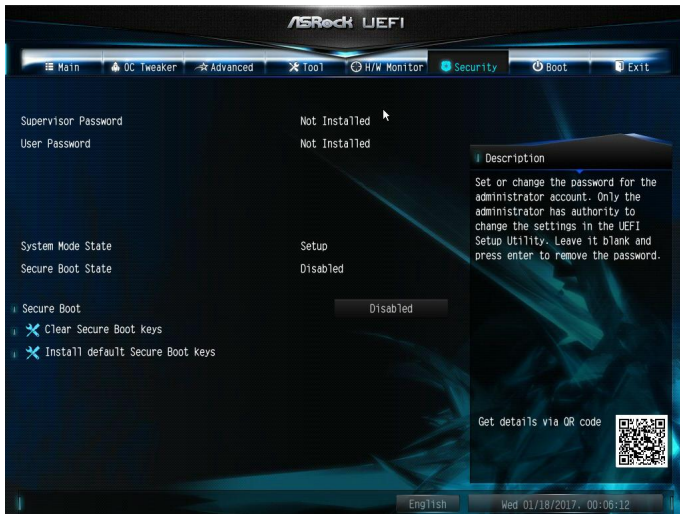 ASRock UEFI
Main OC Tweaker Advanced Tool H/W Monitor Security Boot Exit
Supervisor Password Not Installed
User Password Not Installed
System Mode State Setup
Secure Boot State Disabled
Secure Boot Disabled
Clear Secure Boot keys
Install default Secure Boot keys
Description
Set or change the password for the
administrator account. Only the
administrator has authority to
change the settings in the UEFI
Setup Utility. Leave it blank and
press enter to remove the password.
Get details via QR code
English Wed 01/18/2017. 00:06:12